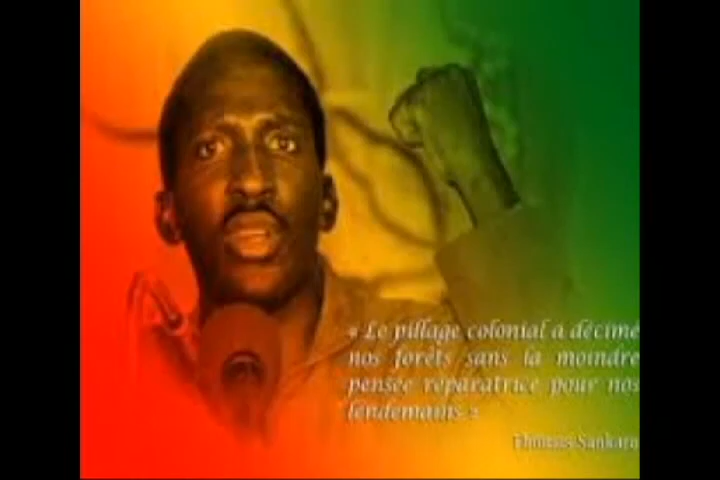 « Le pillage colonial a décimé
nos forêts sans la moindre
pensée réparatrice pour nos
lendemains »
Thomas Sankara